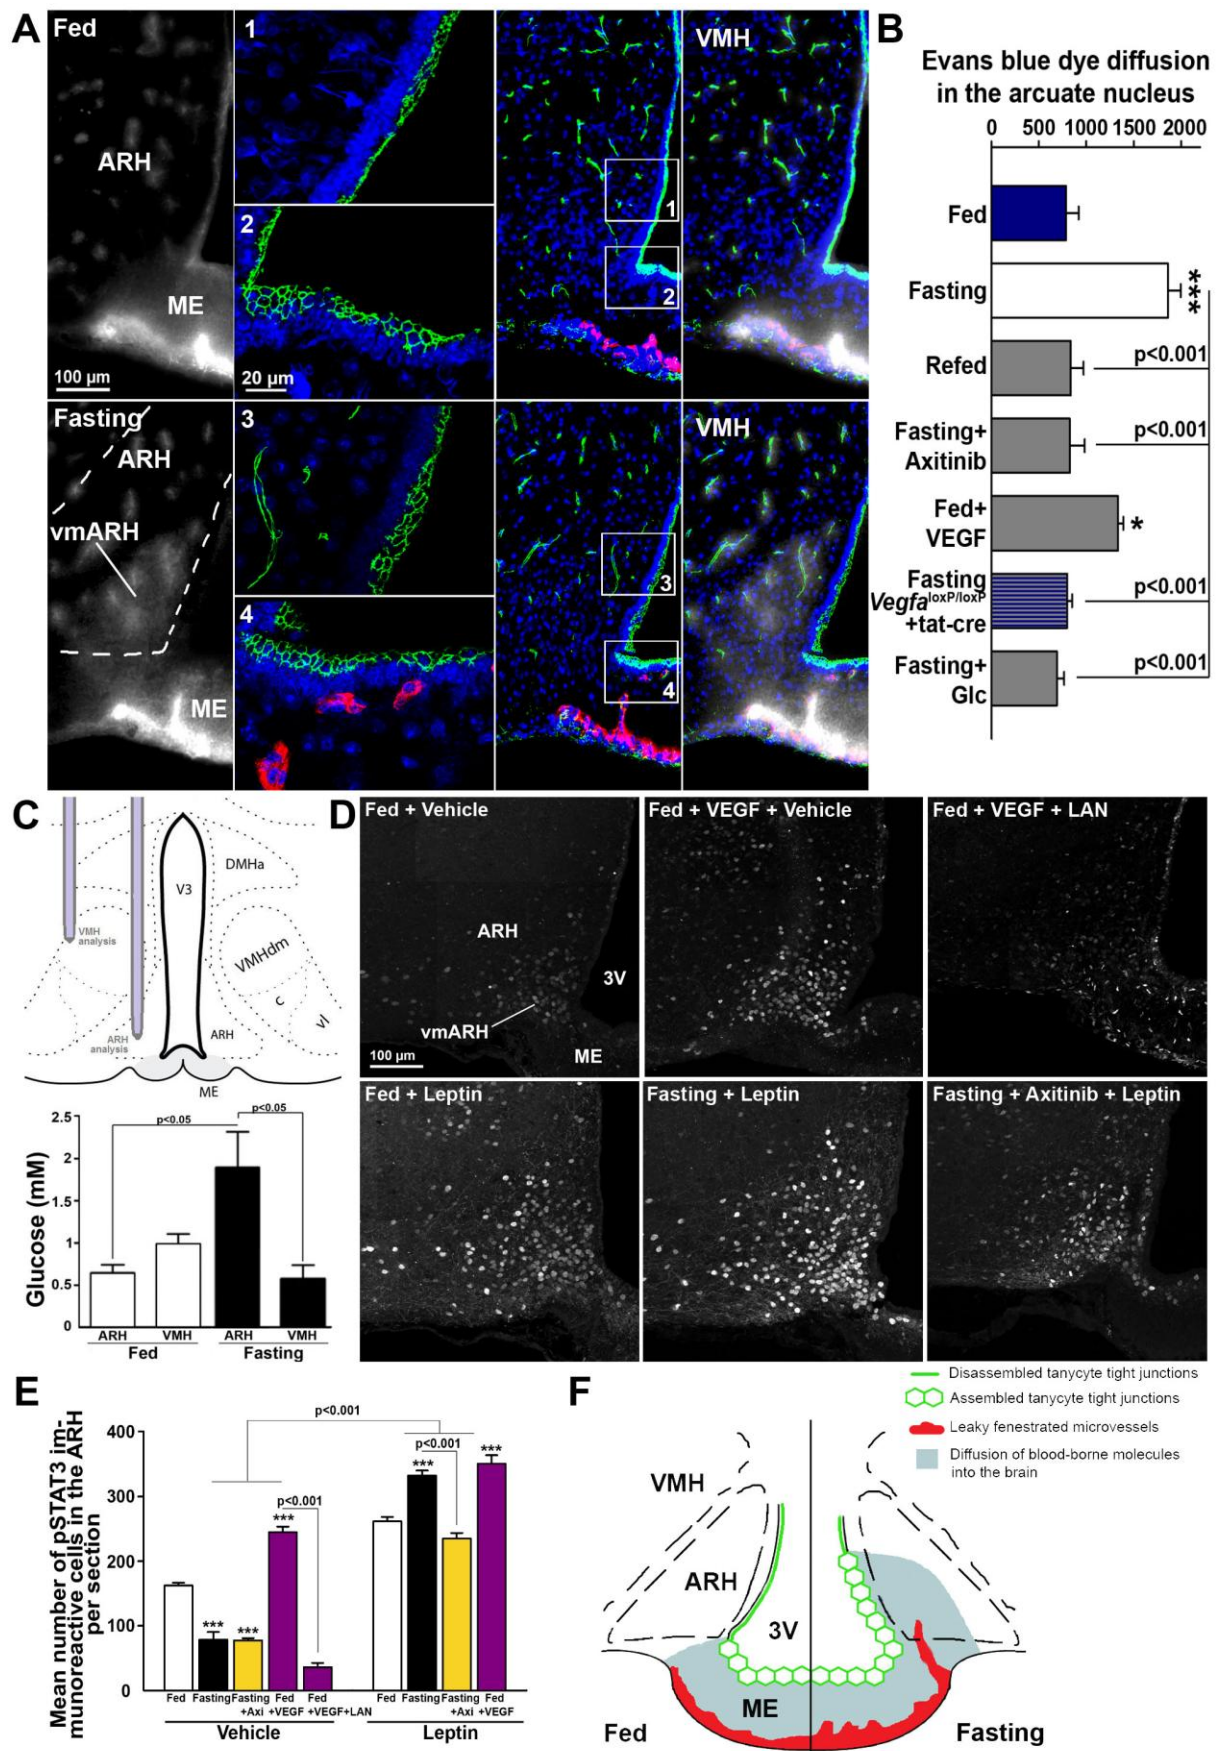 A
Fed
ARH
ME
100 µm
1
2
20 µm
1
2
VMH
Fasting
ARH
vmARH
ME
3
4
3
4
VMH
B
Evans blue dye diffusion
in the arcuate nucleus
0 500 1000 1500 2000
Fed
Fasting
***
Refed
p<0.001
Fasting+
Axitinib
p<0.001
Fed+
VEGF
*
Fasting
Vegfa loxP/loxP
+tat-cre
p<0.001
Fasting+
Glc
p<0.001
C
V3
DMHa
VMH
analysis
VMHdm
c
vl
ARH
ARH
analysis
ME
Glucose (mM)
2.5
2
1.5
1
0.5
0
p<0.05
p<0.05
ARH VMH ARH VMH
Fed Fasting
D
Fed + Vehicle
ARH
3V
vmARH
ME
100 µm
Fed + VEGF + Vehicle
Fed + VEGF + LAN
Fed + Leptin
Fasting + Leptin
Fasting + Axitinib + Leptin
E
Mean number of pSTAT3 im-
munoreactive cells in the ARH
per section
400
300
200
100
0
p<0.001
p<0.001
p<0.001
***
***
***
***
***
Fed Fasting Fasting Fed Fed
+Axi +VEGF +VEGF+LAN
Vehicle
Fed Fasting Fasting Fed
+Axi +VEGF
Leptin
F
Disassembled tanycyte tight junctions
Assembled tanycyte tight junctions
Leaky fenestrated microvessels
Diffusion of blood-borne molecules
into the brain
VMH
ARH
3V
ME
Fed
Fasting